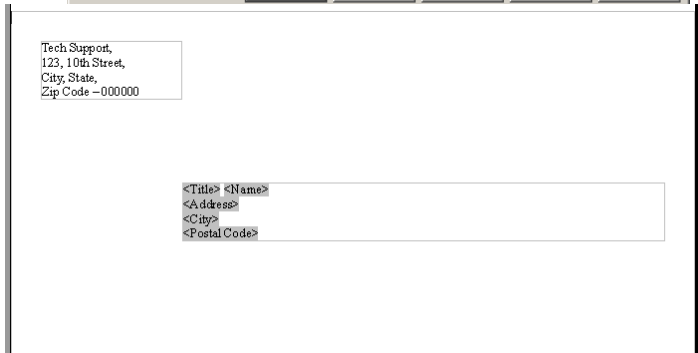 Tech Support,
123, 10th Street,
City, State,
Zip Code –000000
<Title> <Name>
<Address>
<City>
<Postal Code>